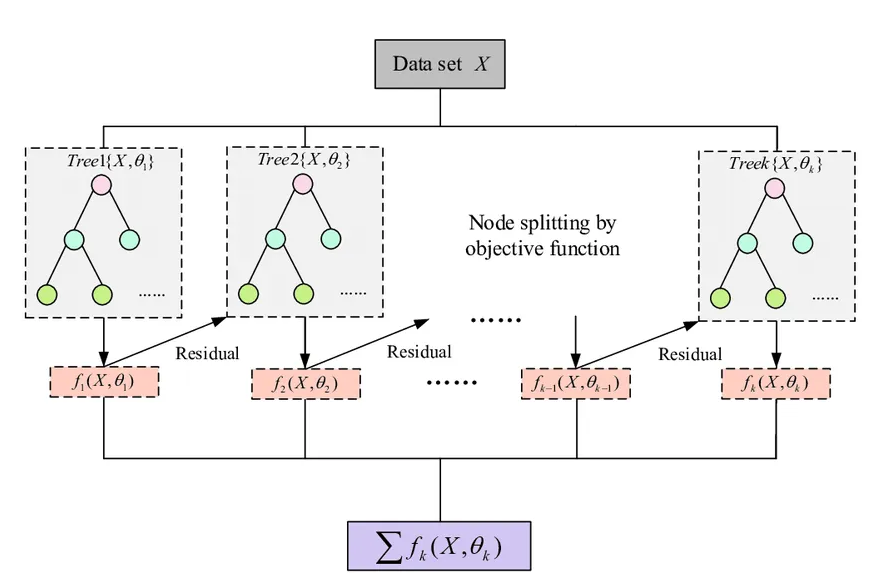 Data set X
Tree1{X,θ₁}
Tree2{X,θ₂}
Treek{X,θₖ}
Node splitting by
objective function
......
......
......
......
Residual
Residual
......
Residual
f₁(X,θ₁)
f₂(X,θ₂)
fₖ₋₁(X,θₖ₋₁)
fₖ(X,θₖ)
∑fₖ(X,θₖ)